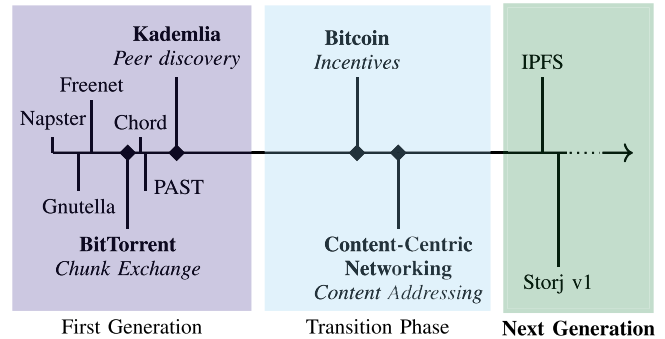 Kademlia
Peer discovery
Freenet
Napster
Chord
PAST
Gnutella
BitTorrent
Chunk Exchange
First Generation
Bitcoin
Incentives
Content-Centric
Networking
Content Addressing
Transition Phase
IPFS
Storj v1
Next Generation